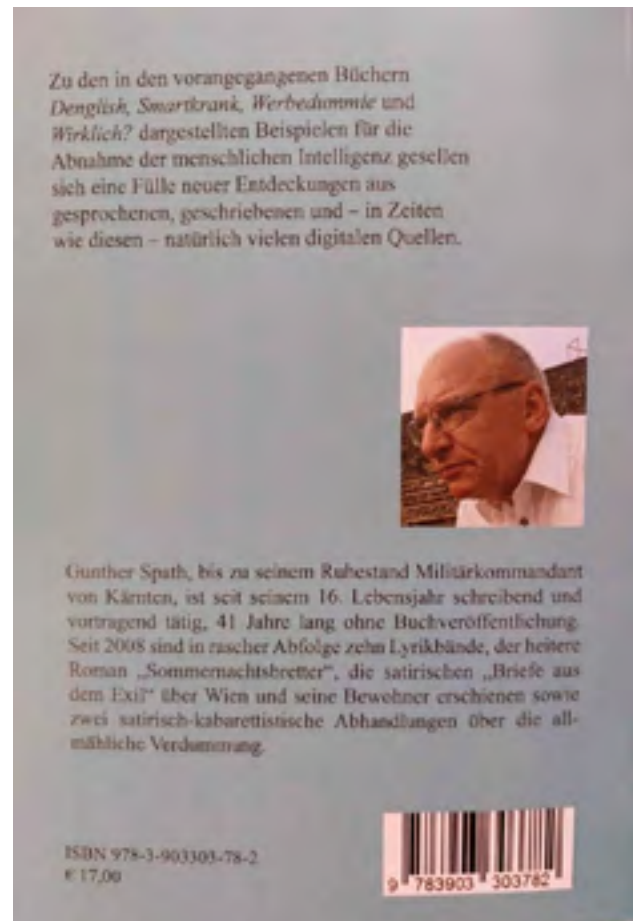 Zu den in den vorangegangenen Büchern
Denglish, Smartkrank, Werbedummie und
Wirklich? dargestellten Beispielen für die
Abnahme der menschlichen Intelligenz gesellen
sich eine Fülle neuer Entdeckungen aus
gesprochenen, geschriebenen und – in Zeiten
wie diesen – natürlich vielen digitalen Quellen.
Gunther Spath, bis zu seinem Ruhestand Militärkommandant
von Kärnten, ist seit seinem 16. Lebensjahr schreibend und
vortragend tätig, 41 Jahre lang ohne Buchveröffentlichung.
Seit 2008 sind in rascher Abfolge zehn Lyrikbände, der heitere
Roman „Sommernachtsbretter“, die satirischen „Briefe aus
dem Exil“ über Wien und seine Bewohner erschienen sowie
zwei satirisch-kabarettistische Abhandlungen über die all-
mähliche Verdummung.
ISBN 978-3-903303-78-2
€ 17,00
9 783903 303782